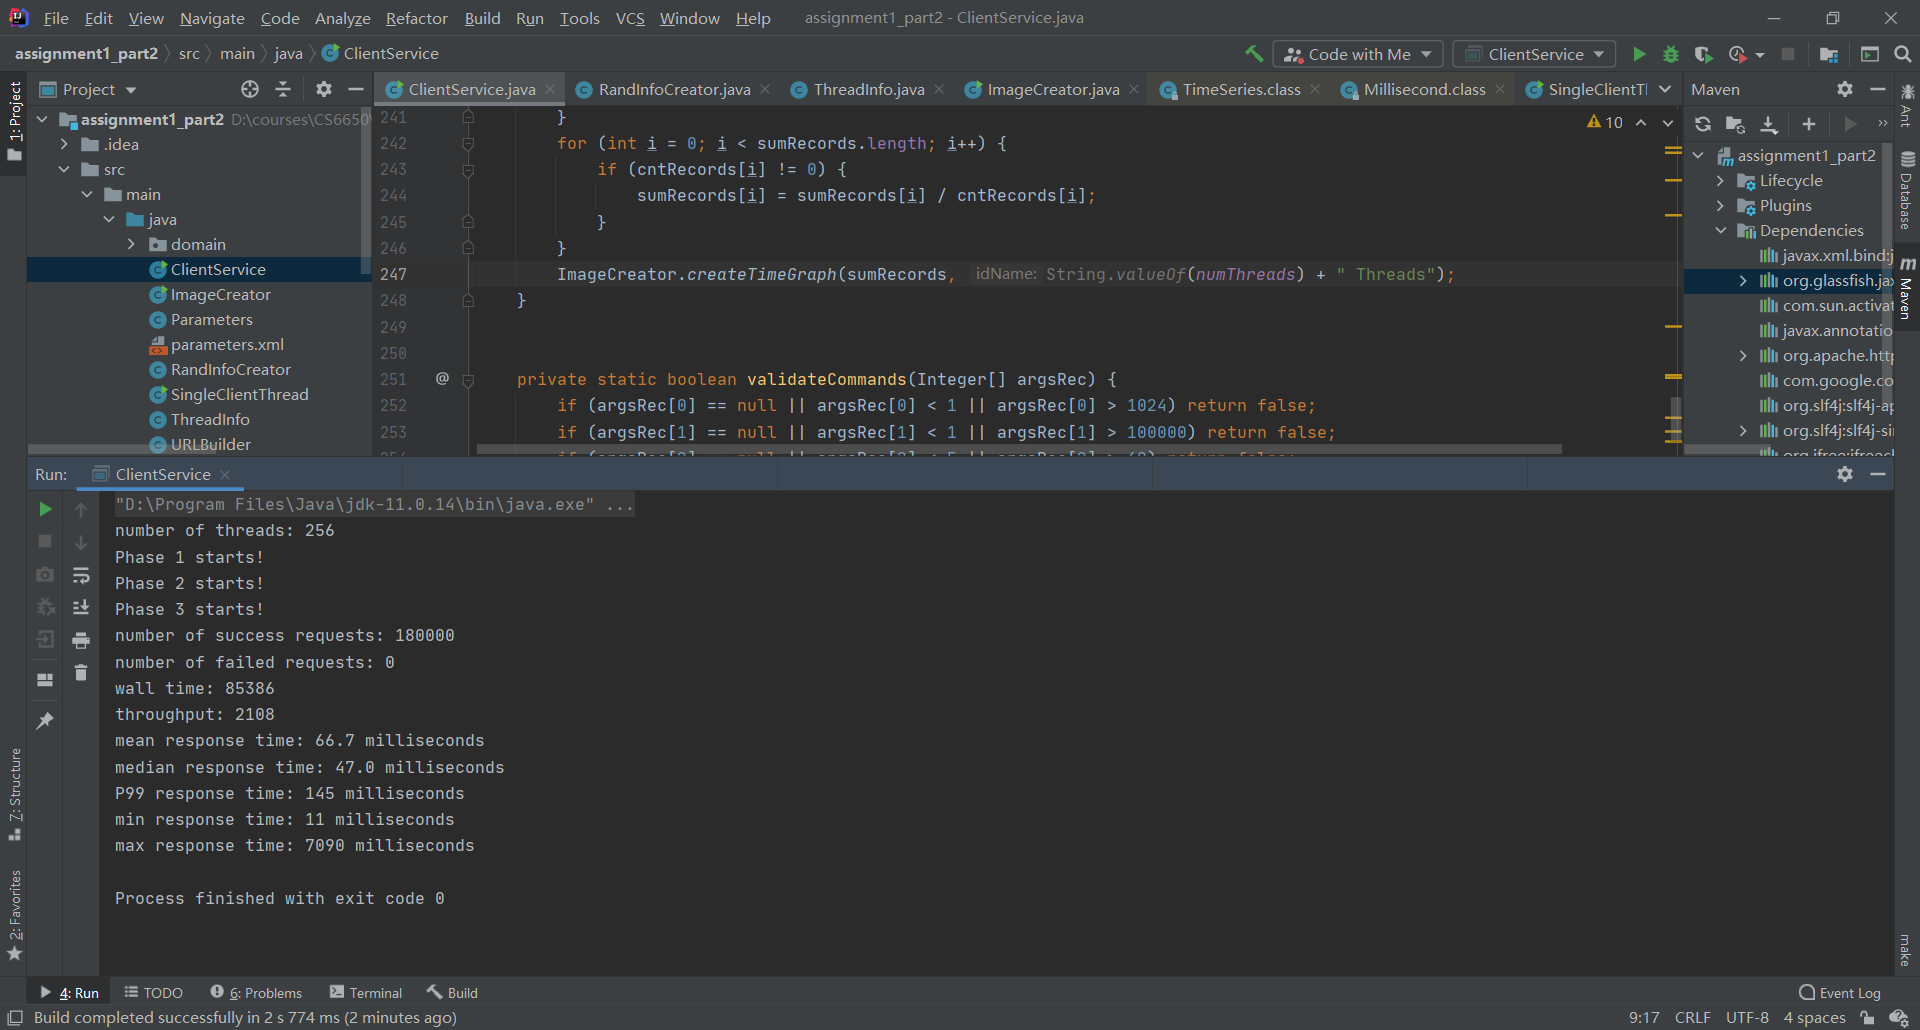 File Edit View Navigate Code Analyze Refactor Build Run Tools VCS Window Help assignment1_part2 - ClientService.java
assignment1_part2 src main java ClientService
Code with Me ClientService
1: Project
Project
ClientService.java RandInfoCreator.java ThreadInfo.java ImageCreator.java TimeSeries.class Millisecond.class SingleClientTl
Maven
assignment1_part2 D:\courses\CS6650\
.idea
src
main
java
domain
ClientService
ImageCreator
Parameters
parameters.xml
RandInfoCreator
SingleClientThread
ThreadInfo
URLBuilder
10
241 }
242 for (int i = 0; i < sumRecords.length; i++) {
243 if (cntRecords[i] != 0) {
244 sumRecords[i] = sumRecords[i] / cntRecords[i];
245 }
246 }
247 ImageCreator.createTimeGraph(sumRecords, idName: String.valueOf(numThreads) + " Threads");
248 }
249
250
251 @ private static boolean validateCommands(Integer[] argsRec) {
252 if (argsRec[0] == null || argsRec[0] < 1 || argsRec[0] > 1024) return false;
253 if (argsRec[1] == null || argsRec[1] < 1 || argsRec[1] > 100000) return false;
assignment1_part2
Lifecycle
Plugins
Dependencies
javax.xml.bind:j
org.glassfish.jax
com.sun.activat
javax.annotatio
org.apache.http
com.google.co
org.slf4j:slf4j-ap
org.slf4j:slf4j-sir
Ant
Database
Maven
Run: ClientService
"D:\Program Files\Java\jdk-11.0.14\bin\java.exe" ...
number of threads: 256
Phase 1 starts!
Phase 2 starts!
Phase 3 starts!
number of success requests: 180000
number of failed requests: 0
wall time: 85386
throughput: 2108
mean response time: 66.7 milliseconds
median response time: 47.0 milliseconds
P99 response time: 145 milliseconds
min response time: 11 milliseconds
max response time: 7090 milliseconds
Process finished with exit code 0
7: Structure
2: Favorites
make
4: Run TODO 6: Problems Terminal Build Event Log
Build completed successfully in 2 s 774 ms (2 minutes ago) 9:17 CRLF UTF-8 4 spaces